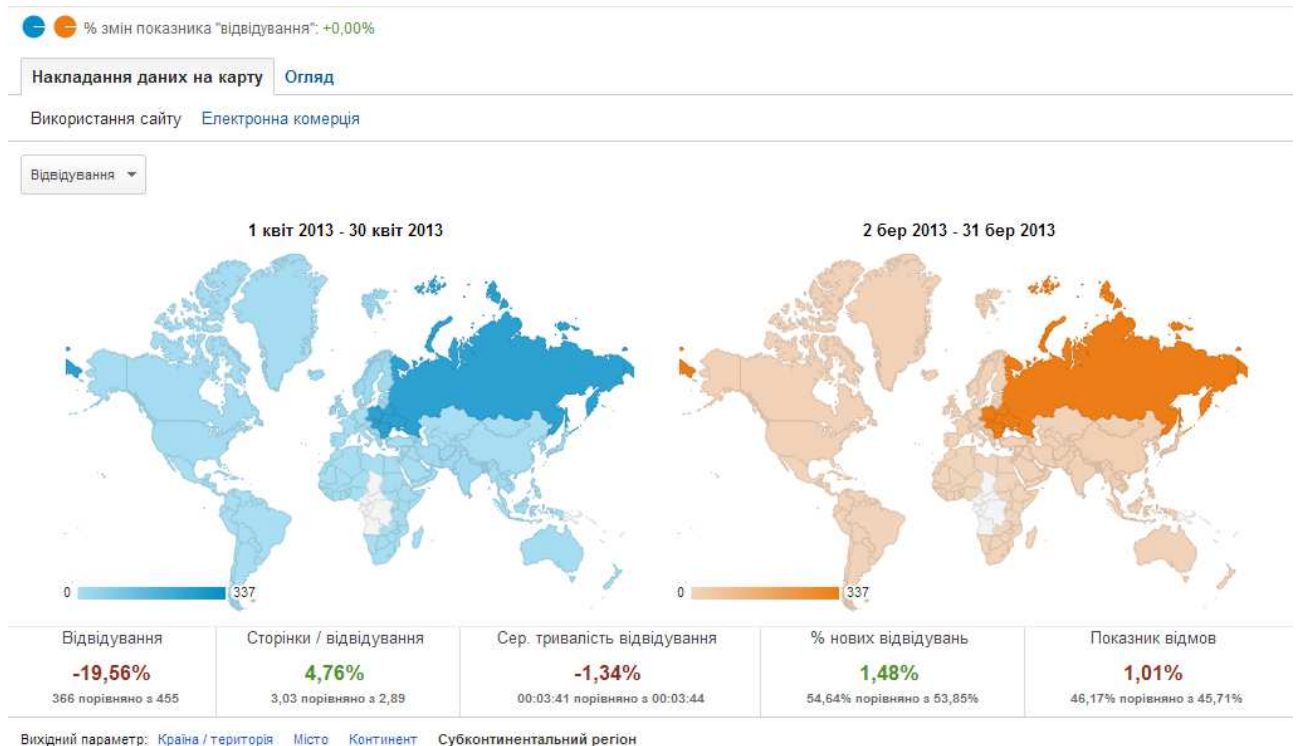 % змін показника "відвідування": +0,00%
Накладання даних на карту Огляд
Використання сайту Електронна комерція
Відвідування
1 квіт 2013 - 30 квіт 2013 2 бер 2013 - 31 бер 2013
0 337 0 337
Відвідування Сторінки / відвідування Сер. тривалість відвідування % нових відвідувань Показник відмов
-19,56% 4,76% -1,34% 1,48% 1,01%
366 порівняно з 455 3,03 порівняно з 2,89 00:03:41 порівняно з 00:03:44 54,64% порівняно з 53,85% 46,17% порівняно з 45,71%
Вихідний параметр: Країна / територія Місто Континент Субконтинентальний регіон